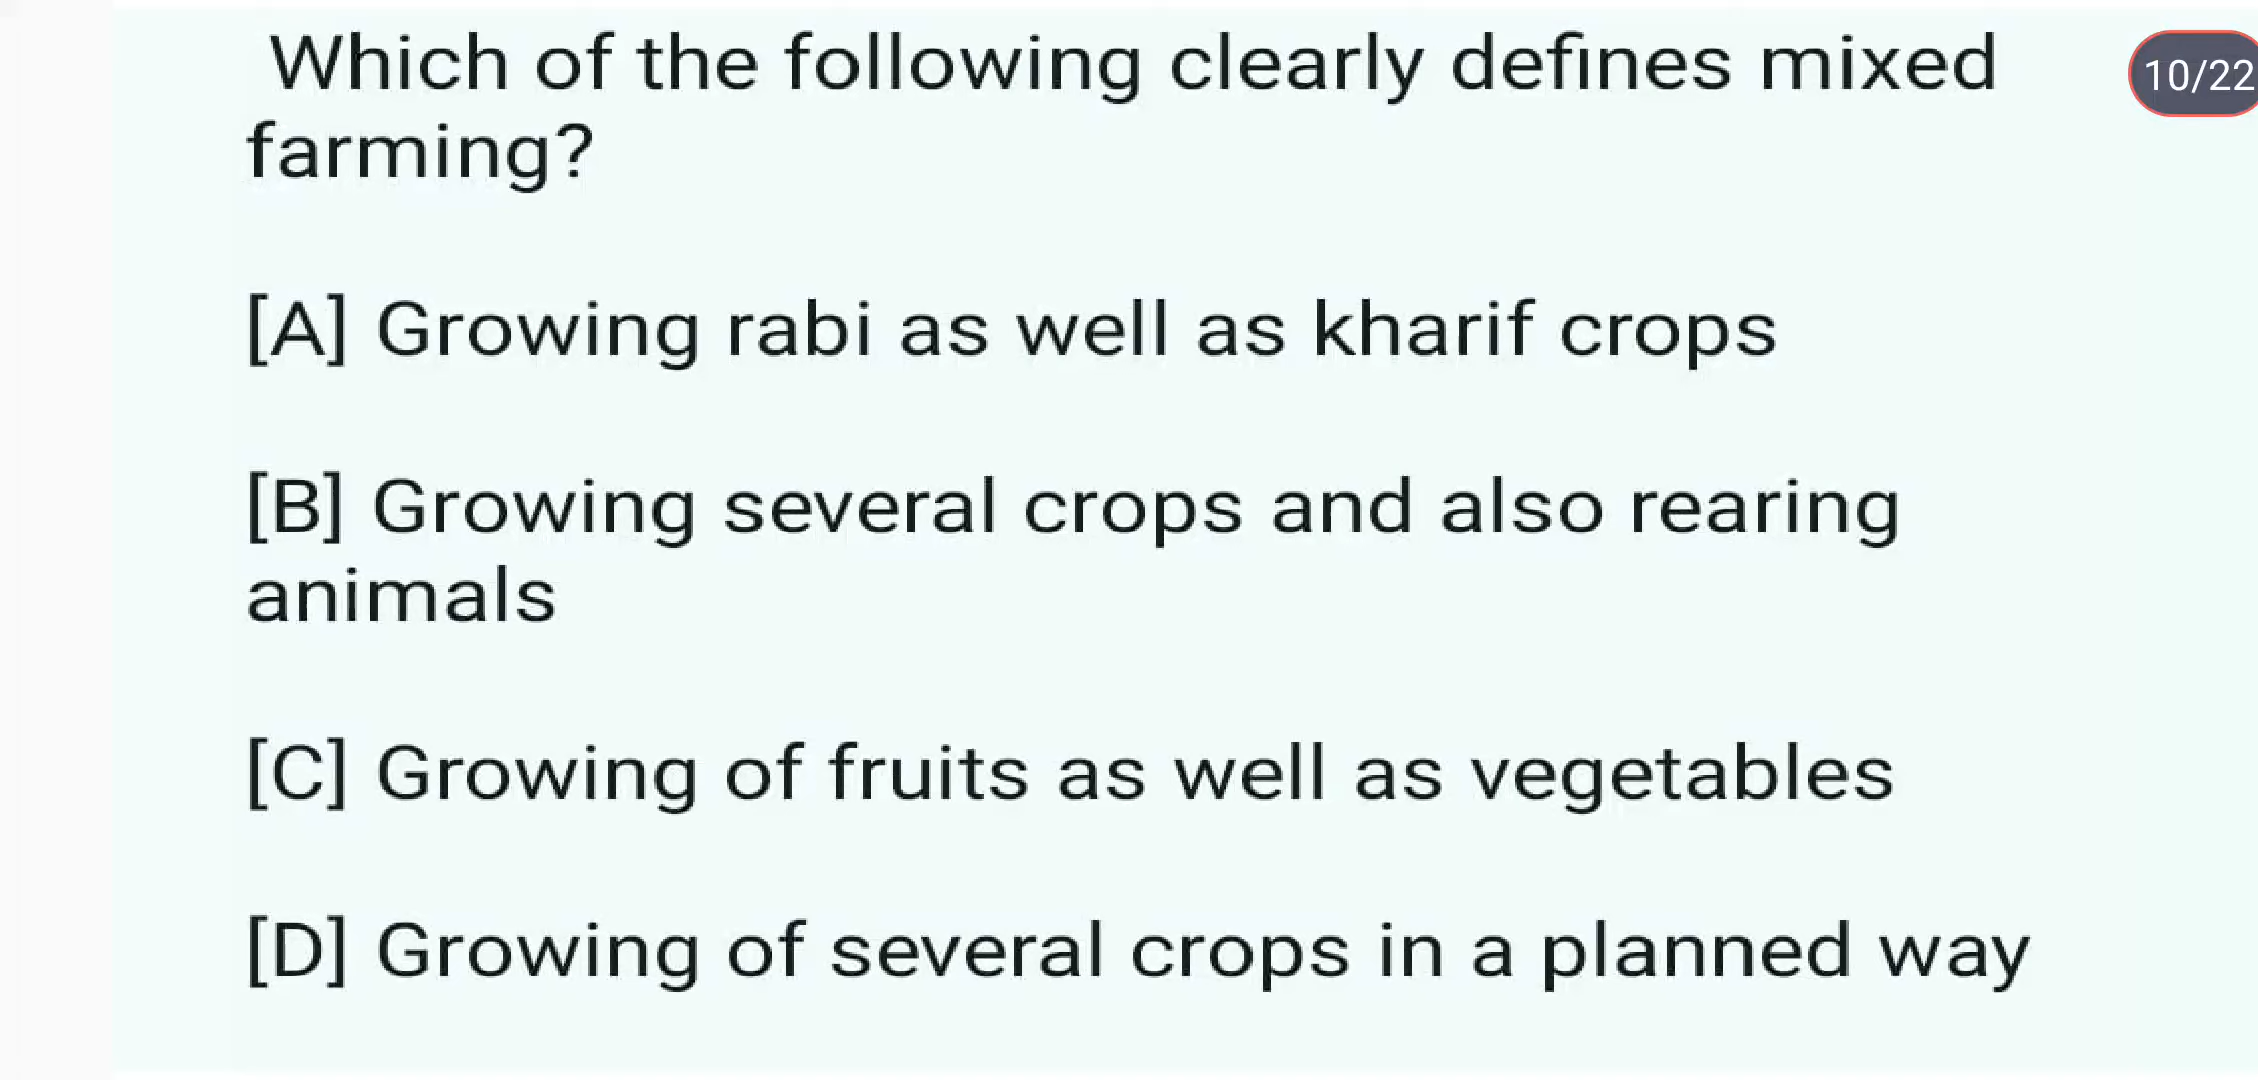 Which of the following clearly defines mixed
10/22
farming?
[A] Growing rabi as well as kharif crops
[B] Growing several crops and also rearing
animals
[C] Growing of fruits as well as vegetables
[D] Growing of several crops in a planned way